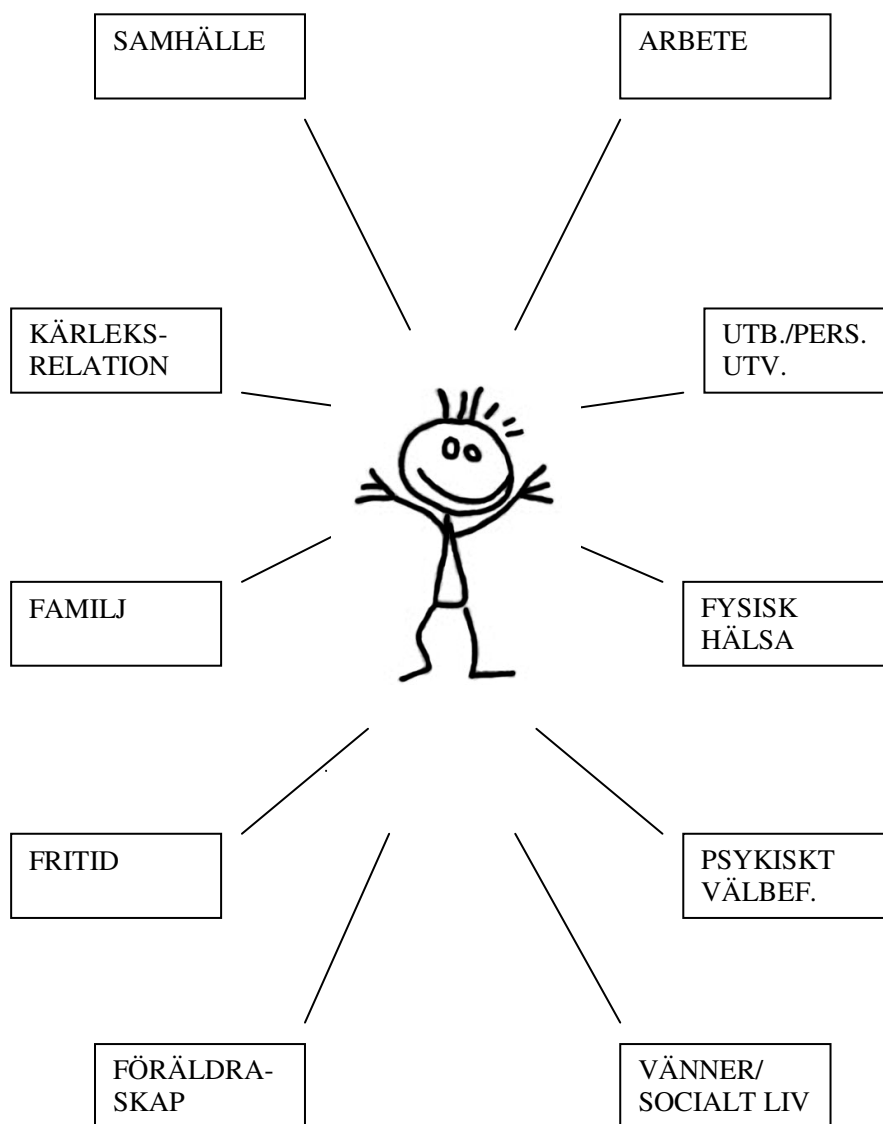 SAMHÄLLE
ARBETE
KÄRLEKS-
RELATION
UTB./PERS.
UTV.
FAMILJ
FYSISK
HÄLSA
FRITID
PSYKISKT
VÄLBEF.
FÖRÄLDRA-
SKAP
VÄNNER/
SOCIALT LIV